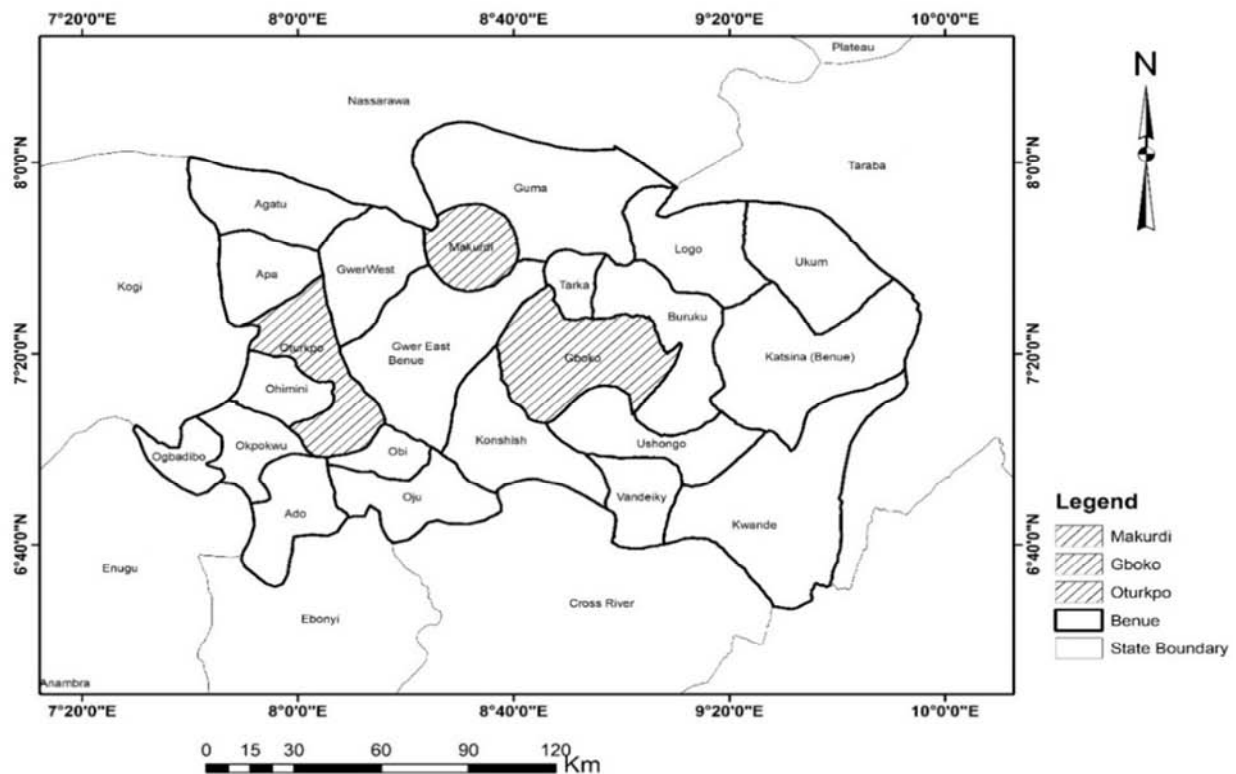 7°20'0"E 8°00'0"E 8°40'0"E 9°20'0"E 10°0'0"E
Plateau
N
Nassarawa
8°0'0"N
8°0'0"N
Taraba
Guma
Agatu
Makurdi
Logo
Ukum
Apa
GwerWest
Tarka
Kogi
Buruku
Oturkpo
Gwer East
Benue
Gboko
Katsina (Benue)
7°20'0"N
7°20'0"N
Ohimini
Okpokwu
Konshish
Ushongo
Ogbadibo
Obi
Oju
Vandeiky
Ado
Kwande
6°40'0"N
6°40'0"N
Enugu
Cross River
Ebonyi
Anambra
Legend
Makurdi
Gboko
Oturkpo
Benue
State Boundary
7°20'0"E 8°00'0"E 8°40'0"E 9°20'0"E 10°0'0"E
0 15 30 60 90 120
Km